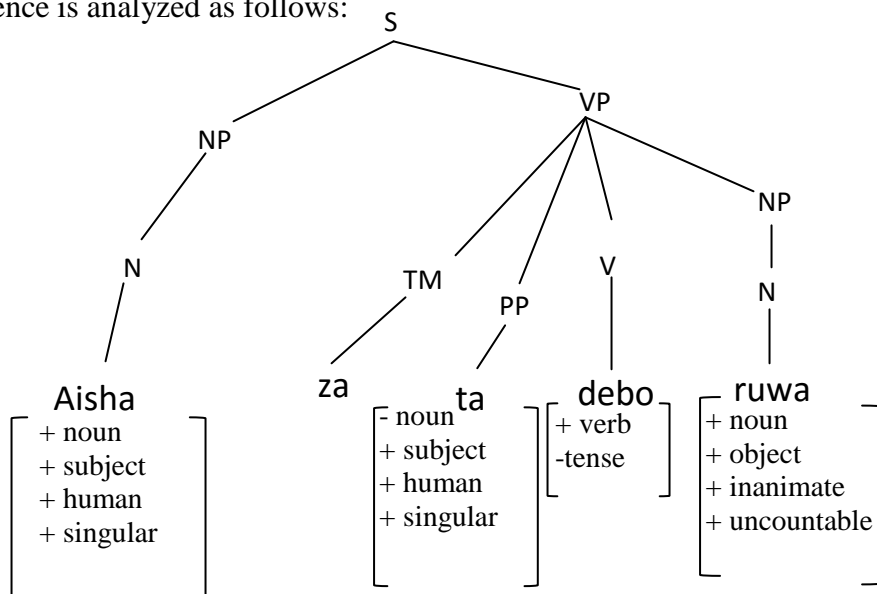 ence is analyzed as follows:
S
VP
NP
NP
N
TM
V
PP
N
Aisha
za
ta
debo
ruwa
+ noun
+ subject
+ human
+ singular
- noun
+ subject
+ human
+ singular
+ verb
-tense
+ noun
+ object
+ inanimate
+ uncountable